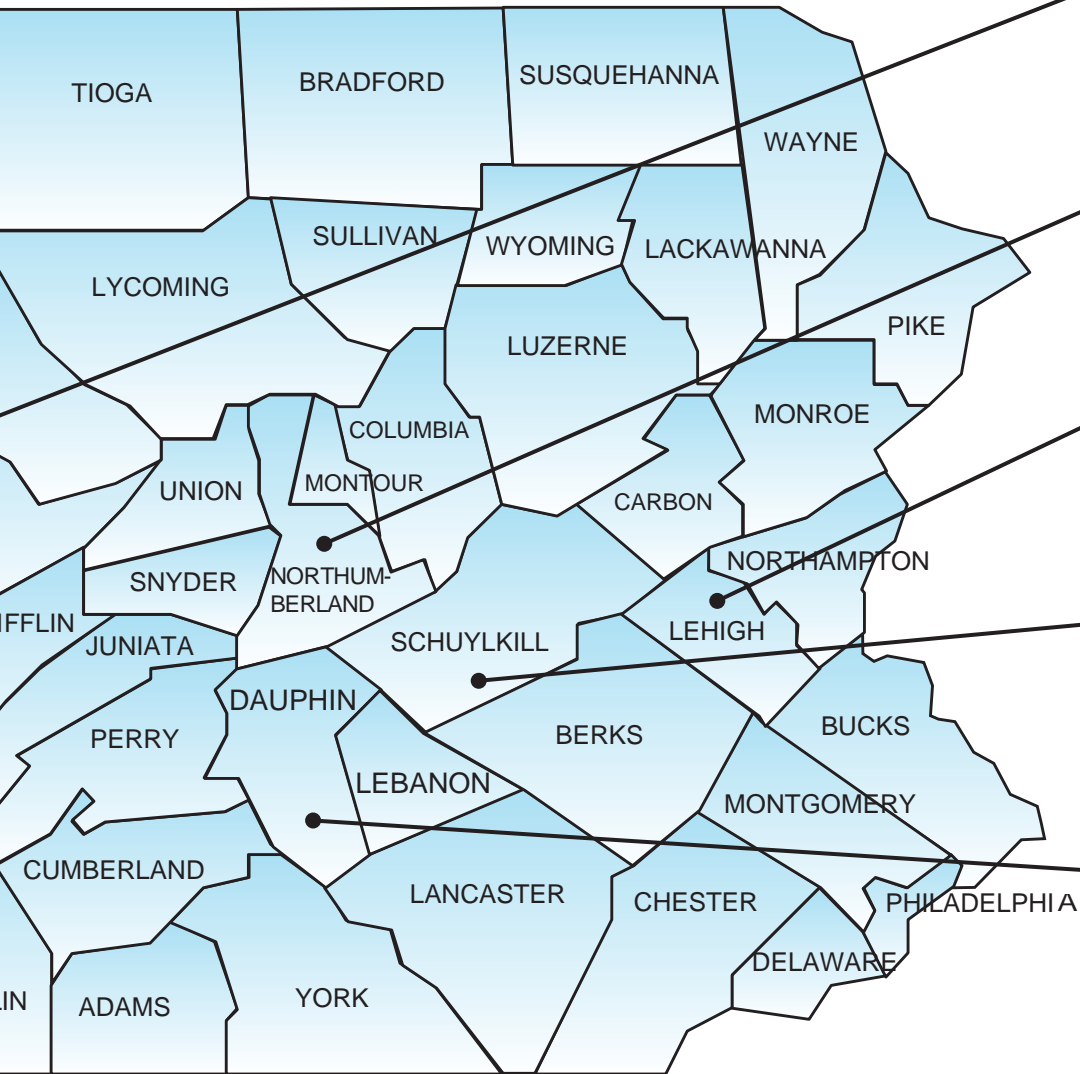 SUSQUEHANNA
BRADFORD
TIOGA
WAYNE
SULLIVAN
WYOMING
LACKAWANNA
LYCOMING
PIKE
LUZERNE
MONROE
COLUMBIA
MONTOUR
UNION
CARBON
NORTHAMPTON
SNYDER
NORTHUM-
BERLAND
IFFLIN
LEHIGH
JUNIATA
SCHUYLKILL
DAUPHIN
BUCKS
BERKS
PERRY
LEBANON
MONTGOMERY
CUMBERLAND
LANCASTER
CHESTER
PHILADELPHIA
DELAWARE
YORK
LIN
ADAMS